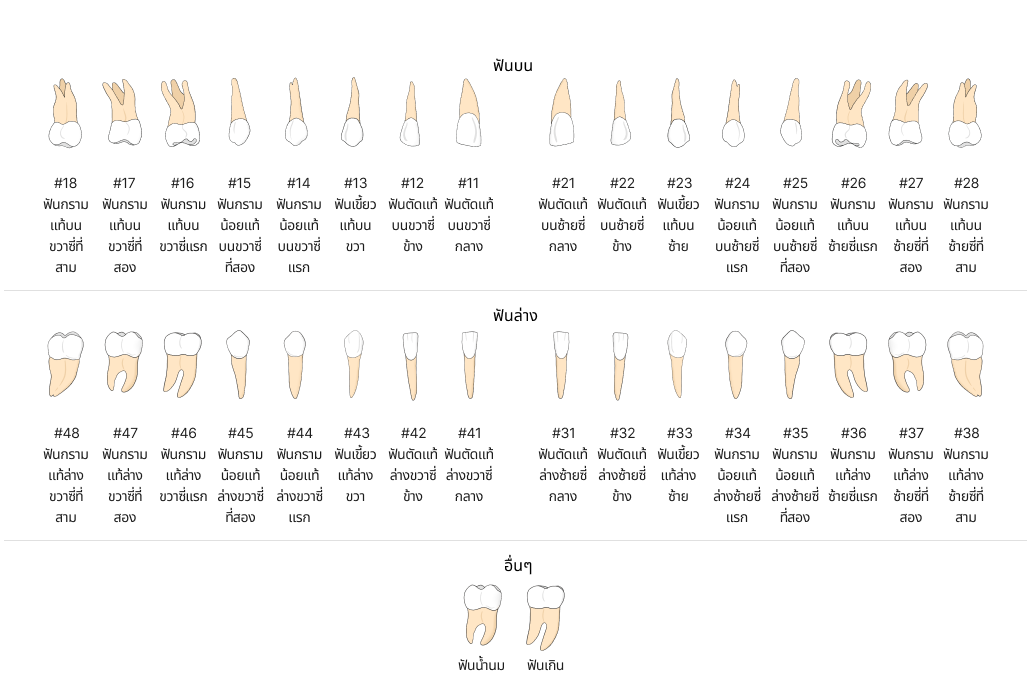 ฟันบน
#18 #17 #16 #15 #14 #13 #12 #11 #21 #22 #23 #24 #25 #26 #27 #28
ฟันกราม ฟันกราม ฟันกราม ฟันกราม ฟันกราม ฟันเขี้ยว ฟันตัดแท้ ฟันตัดแท้ ฟันตัดแท้ ฟันตัดแท้ ฟันเขี้ยว ฟันกราม ฟันกราม ฟันกราม ฟันกราม ฟันกราม
แท้บน แท้บน แท้บน น้อยแท้ น้อยแท้ แท้บน บนขวาซี่ บนขวาซี่ บนซ้ายซี่ บนซ้ายซี่ แท้บน น้อยแท้ น้อยแท้ แท้บน แท้บน แท้บน
ขวาซี่ที่ ขวาซี่ที่ ขวาซี่แรก บนขวาซี่ บนขวาซี่ ขวา ข้าง กลาง กลาง ข้าง ซ้าย บนซ้ายซี่ บนซ้ายซี่ ซ้ายซี่แรก ซ้ายซี่ที่ ซ้ายซี่ที่
สาม สอง ที่สอง แรก แรก ที่สอง สอง สาม
ฟันล่าง
#48 #47 #46 #45 #44 #43 #42 #41 #31 #32 #33 #34 #35 #36 #37 #38
ฟันกราม ฟันกราม ฟันกราม ฟันกราม ฟันกราม ฟันเขี้ยว ฟันตัดแท้ ฟันตัดแท้ ฟันตัดแท้ ฟันตัดแท้ ฟันเขี้ยว ฟันกราม ฟันกราม ฟันกราม ฟันกราม ฟันกราม
แท้ล่าง แท้ล่าง แท้ล่าง น้อยแท้ น้อยแท้ แท้ล่าง ล่างขวาซี่ ล่างขวาซี่ ล่างซ้ายซี่ ล่างซ้ายซี่ แท้ล่าง น้อยแท้ น้อยแท้ แท้ล่าง แท้ล่าง แท้ล่าง
ขวาซี่ที่ ขวาซี่ที่ ขวาซี่แรก ล่างขวาซี่ ล่างขวาซี่ ขวา ข้าง กลาง กลาง ข้าง ซ้าย ล่างซ้ายซี่ ล่างซ้ายซี่ ซ้ายซี่แรก ซ้ายซี่ที่ ซ้ายซี่ที่
สาม สอง ที่สอง แรก แรก ที่สอง สอง สาม
อื่นๆ
ฟันน้ำนม ฟันเกิน